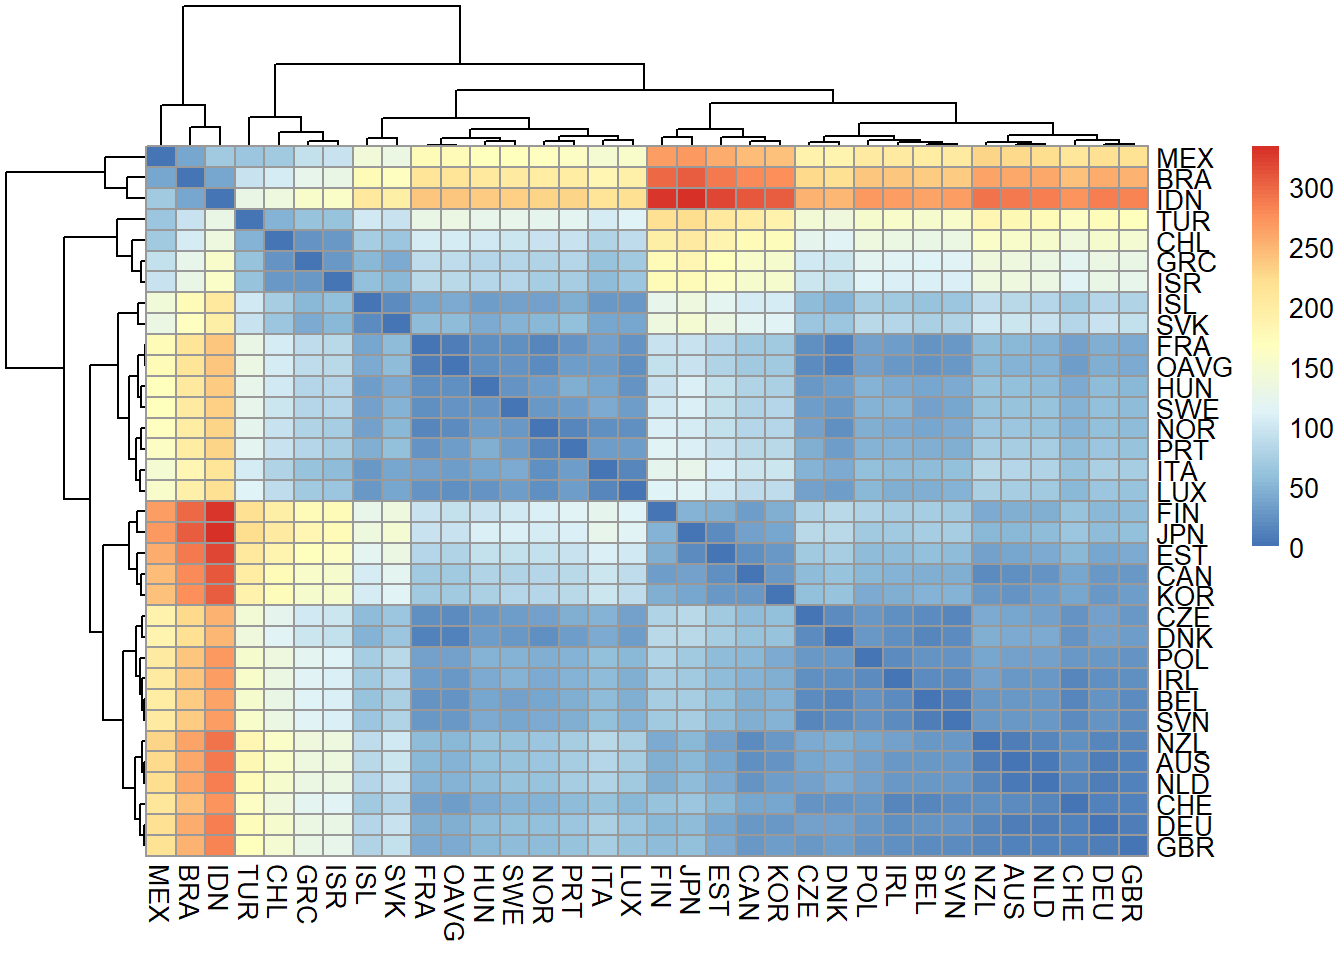 MEX
BRA
IDN
TUR
CHL
GRC
ISR
ISL
SVK
FRA
OAVG
HUN
SWE
NOR
PRT
ITA
LUX
FIN
JPN
EST
CAN
KOR
CZE
DNK
POL
IRL
BEL
SVN
NZL
AUS
NLD
CHE
DEU
GBR
MEX
BRA
IDN
TUR
CHL
GRC
ISR
ISL
SVK
FRA
OAVG
HUN
SWE
NOR
PRT
ITA
LUX
FIN
JPN
EST
CAN
KOR
CZE
DNK
POL
IRL
BEL
SVN
NZL
AUS
NLD
CHE
DEU
GBR
300
250
200
150
100
50
0